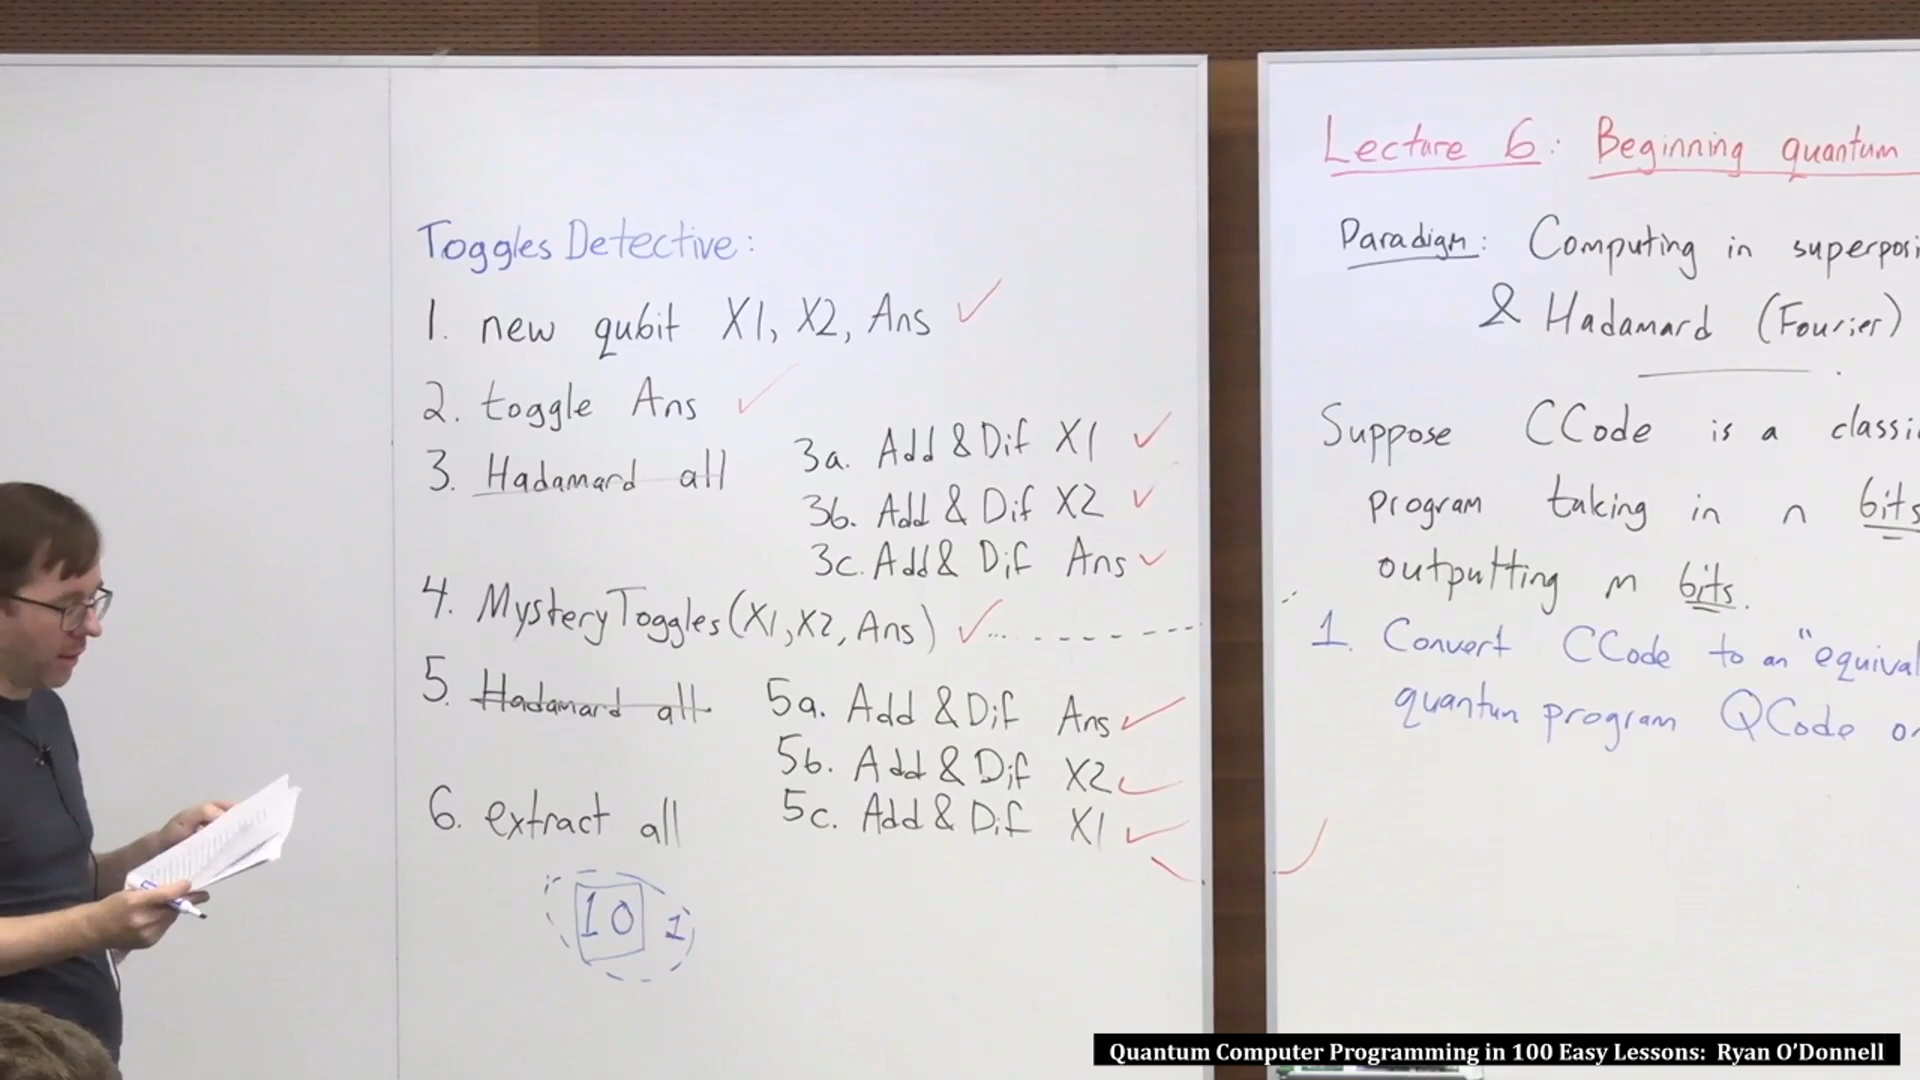 Toggles Detective:
1. new qubit X1, X2, Ans ✓
2. toggle Ans ✓
3. Hadamard all
3a. Add & Dif X1 ✓
3b. Add & Dif X2 ✓
3c. Add & Dif Ans ✓
4. MysteryToggles(X1, X2, Ans) ✓
5. Hadamard all
5a. Add & Dif Ans ✓
5b. Add & Dif X2 ✓
5c. Add & Dif X1 ✓
6. extract all
10 1
Lecture 6: Beginning quantum
Paradigm: Computing in superposi
& Hadamard (Fourier)
Suppose CCode is a classi
program taking in n bits
outputting m bits.
1. Convert CCode to an "equival
quantum program QCode o
Quantum Computer Programming in 100 Easy Lessons: Ryan O'Donnell